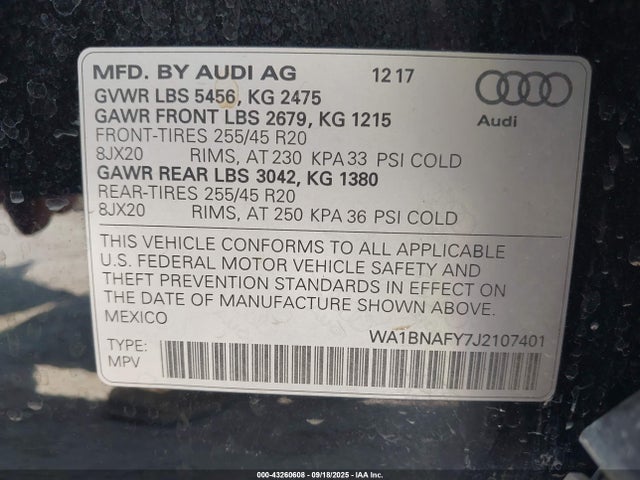 MFD. BY AUDI AG 12 17
GVWR LBS 5456, KG 2475
GAWR FRONT LBS 2679, KG 1215
FRONT-TIRES 255/45 R20
8JX20 RIMS, AT 230 KPA 33 PSI COLD
GAWR REAR LBS 3042, KG 1380
REAR-TIRES 255/45 R20
8JX20 RIMS, AT 250 KPA 36 PSI COLD
Audi
THIS VEHICLE CONFORMS TO ALL APPLICABLE
U.S. FEDERAL MOTOR VEHICLE SAFETY AND
THEFT PREVENTION STANDARDS IN EFFECT ON
THE DATE OF MANUFACTURE SHOWN ABOVE.
MEXICO
WA1BNAFY7J2107401
TYPE:
MPV
000-43260608 - 09/18/2025 - IAA Inc.